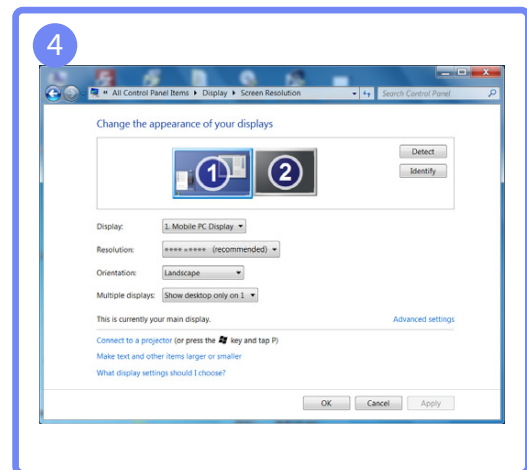 4
« All Control Panel Items ▸ Display ▸ Screen Resolution
Search Control Panel
Change the appearance of your displays
1 2
Detect
Identify
Display: 1. Mobile PC Display
Resolution: **** × **** (recommended)
Orientation: Landscape
Multiple displays: Show desktop only on 1
This is currently your main display. Advanced settings
Connect to a projector (or press the key and tap P)
Make text and other items larger or smaller
What display settings should I choose?
OK Cancel Apply